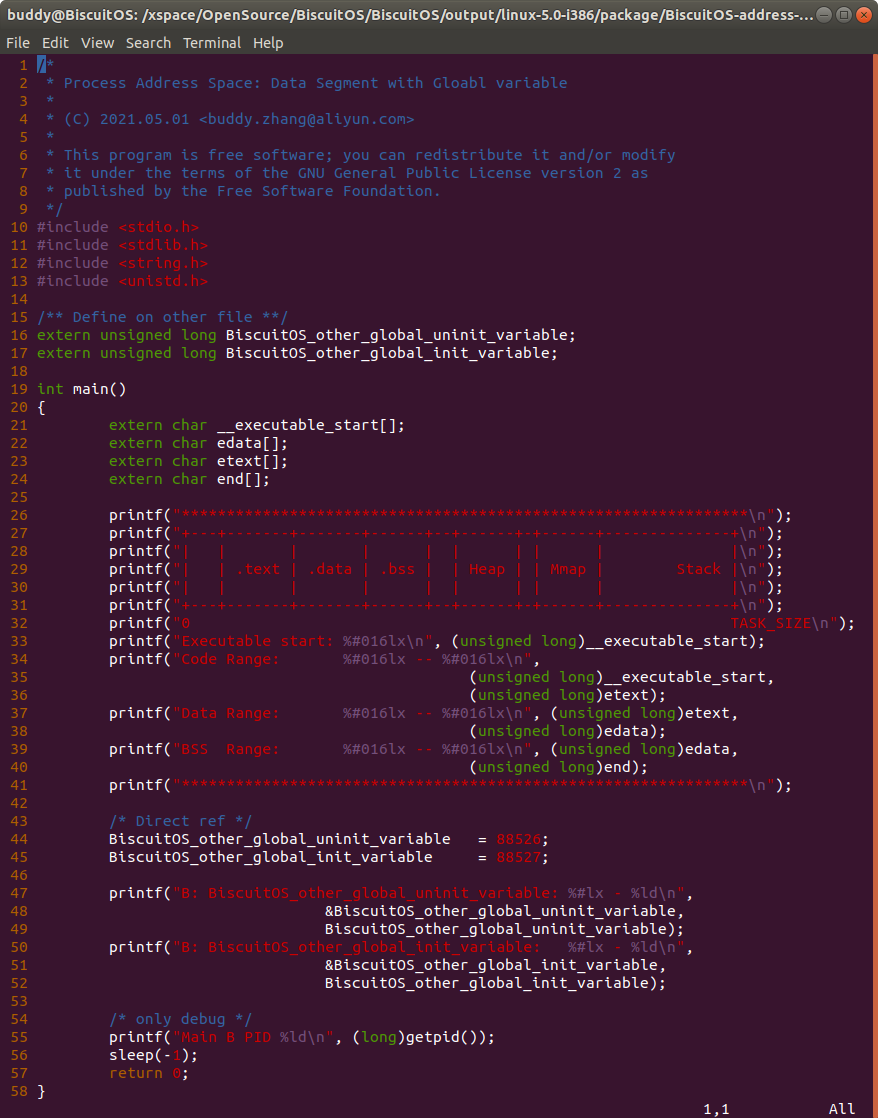 buddy@BiscuitOS: /xspace/OpenSource/BiscuitOS/BiscuitOS/output/linux-5.0-i386/package/BiscuitOS-address-...
File Edit View Search Terminal Help
1 /*
2  * Process Address Space: Data Segment with Gloabl variable
3  *
4  * (C) 2021.05.01 <buddy.zhang@aliyun.com>
5  *
6  * This program is free software; you can redistribute it and/or modify
7  * it under the terms of the GNU General Public License version 2 as
8  * published by the Free Software Foundation.
9  */
10 #include <stdio.h>
11 #include <stdlib.h>
12 #include <string.h>
13 #include <unistd.h>
14
15 /** Define on other file **/
16 extern unsigned long BiscuitOS_other_global_uninit_variable;
17 extern unsigned long BiscuitOS_other_global_init_variable;
18
19 int main()
20 {
21         extern char __executable_start[];
22         extern char edata[];
23         extern char etext[];
24         extern char end[];
25
26         printf("***************************************************************\n");
27         printf("+---+-------+-------+------+--+------+-+------+--------------+\n");
28         printf("|   |       |       |      |  |      | |      |              |\n");
29         printf("|   | .text | .data | .bss |  | Heap | | Mmap |        Stack |\n");
30         printf("|   |       |       |      |  |      | |      |              |\n");
31         printf("+---+-------+-------+------+--+------+-+------+--------------+\n");
32         printf("0                                                            TASK_SIZE\n");
33         printf("Executable start: %#016lx\n", (unsigned long)__executable_start);
34         printf("Code Range:       %#016lx -- %#016lx\n",
35                                                 (unsigned long)__executable_start,
36                                                 (unsigned long)etext);
37         printf("Data Range:       %#016lx -- %#016lx\n", (unsigned long)etext,
38                                                 (unsigned long)edata);
39         printf("BSS  Range:       %#016lx -- %#016lx\n", (unsigned long)edata,
40                                                 (unsigned long)end);
41         printf("***************************************************************\n");
42
43         /* Direct ref */
44         BiscuitOS_other_global_uninit_variable   = 88526;
45         BiscuitOS_other_global_init_variable     = 88527;
46
47         printf("B: BiscuitOS_other_global_uninit_variable: %#lx - %ld\n",
48                                 &BiscuitOS_other_global_uninit_variable,
49                                 BiscuitOS_other_global_uninit_variable);
50         printf("B: BiscuitOS_other_global_init_variable:   %#lx - %ld\n",
51                                 &BiscuitOS_other_global_init_variable,
52                                 BiscuitOS_other_global_init_variable);
53
54         /* only debug */
55         printf("Main B PID %ld\n", (long)getpid());
56         sleep(-1);
57         return 0;
58 }
1,1 All